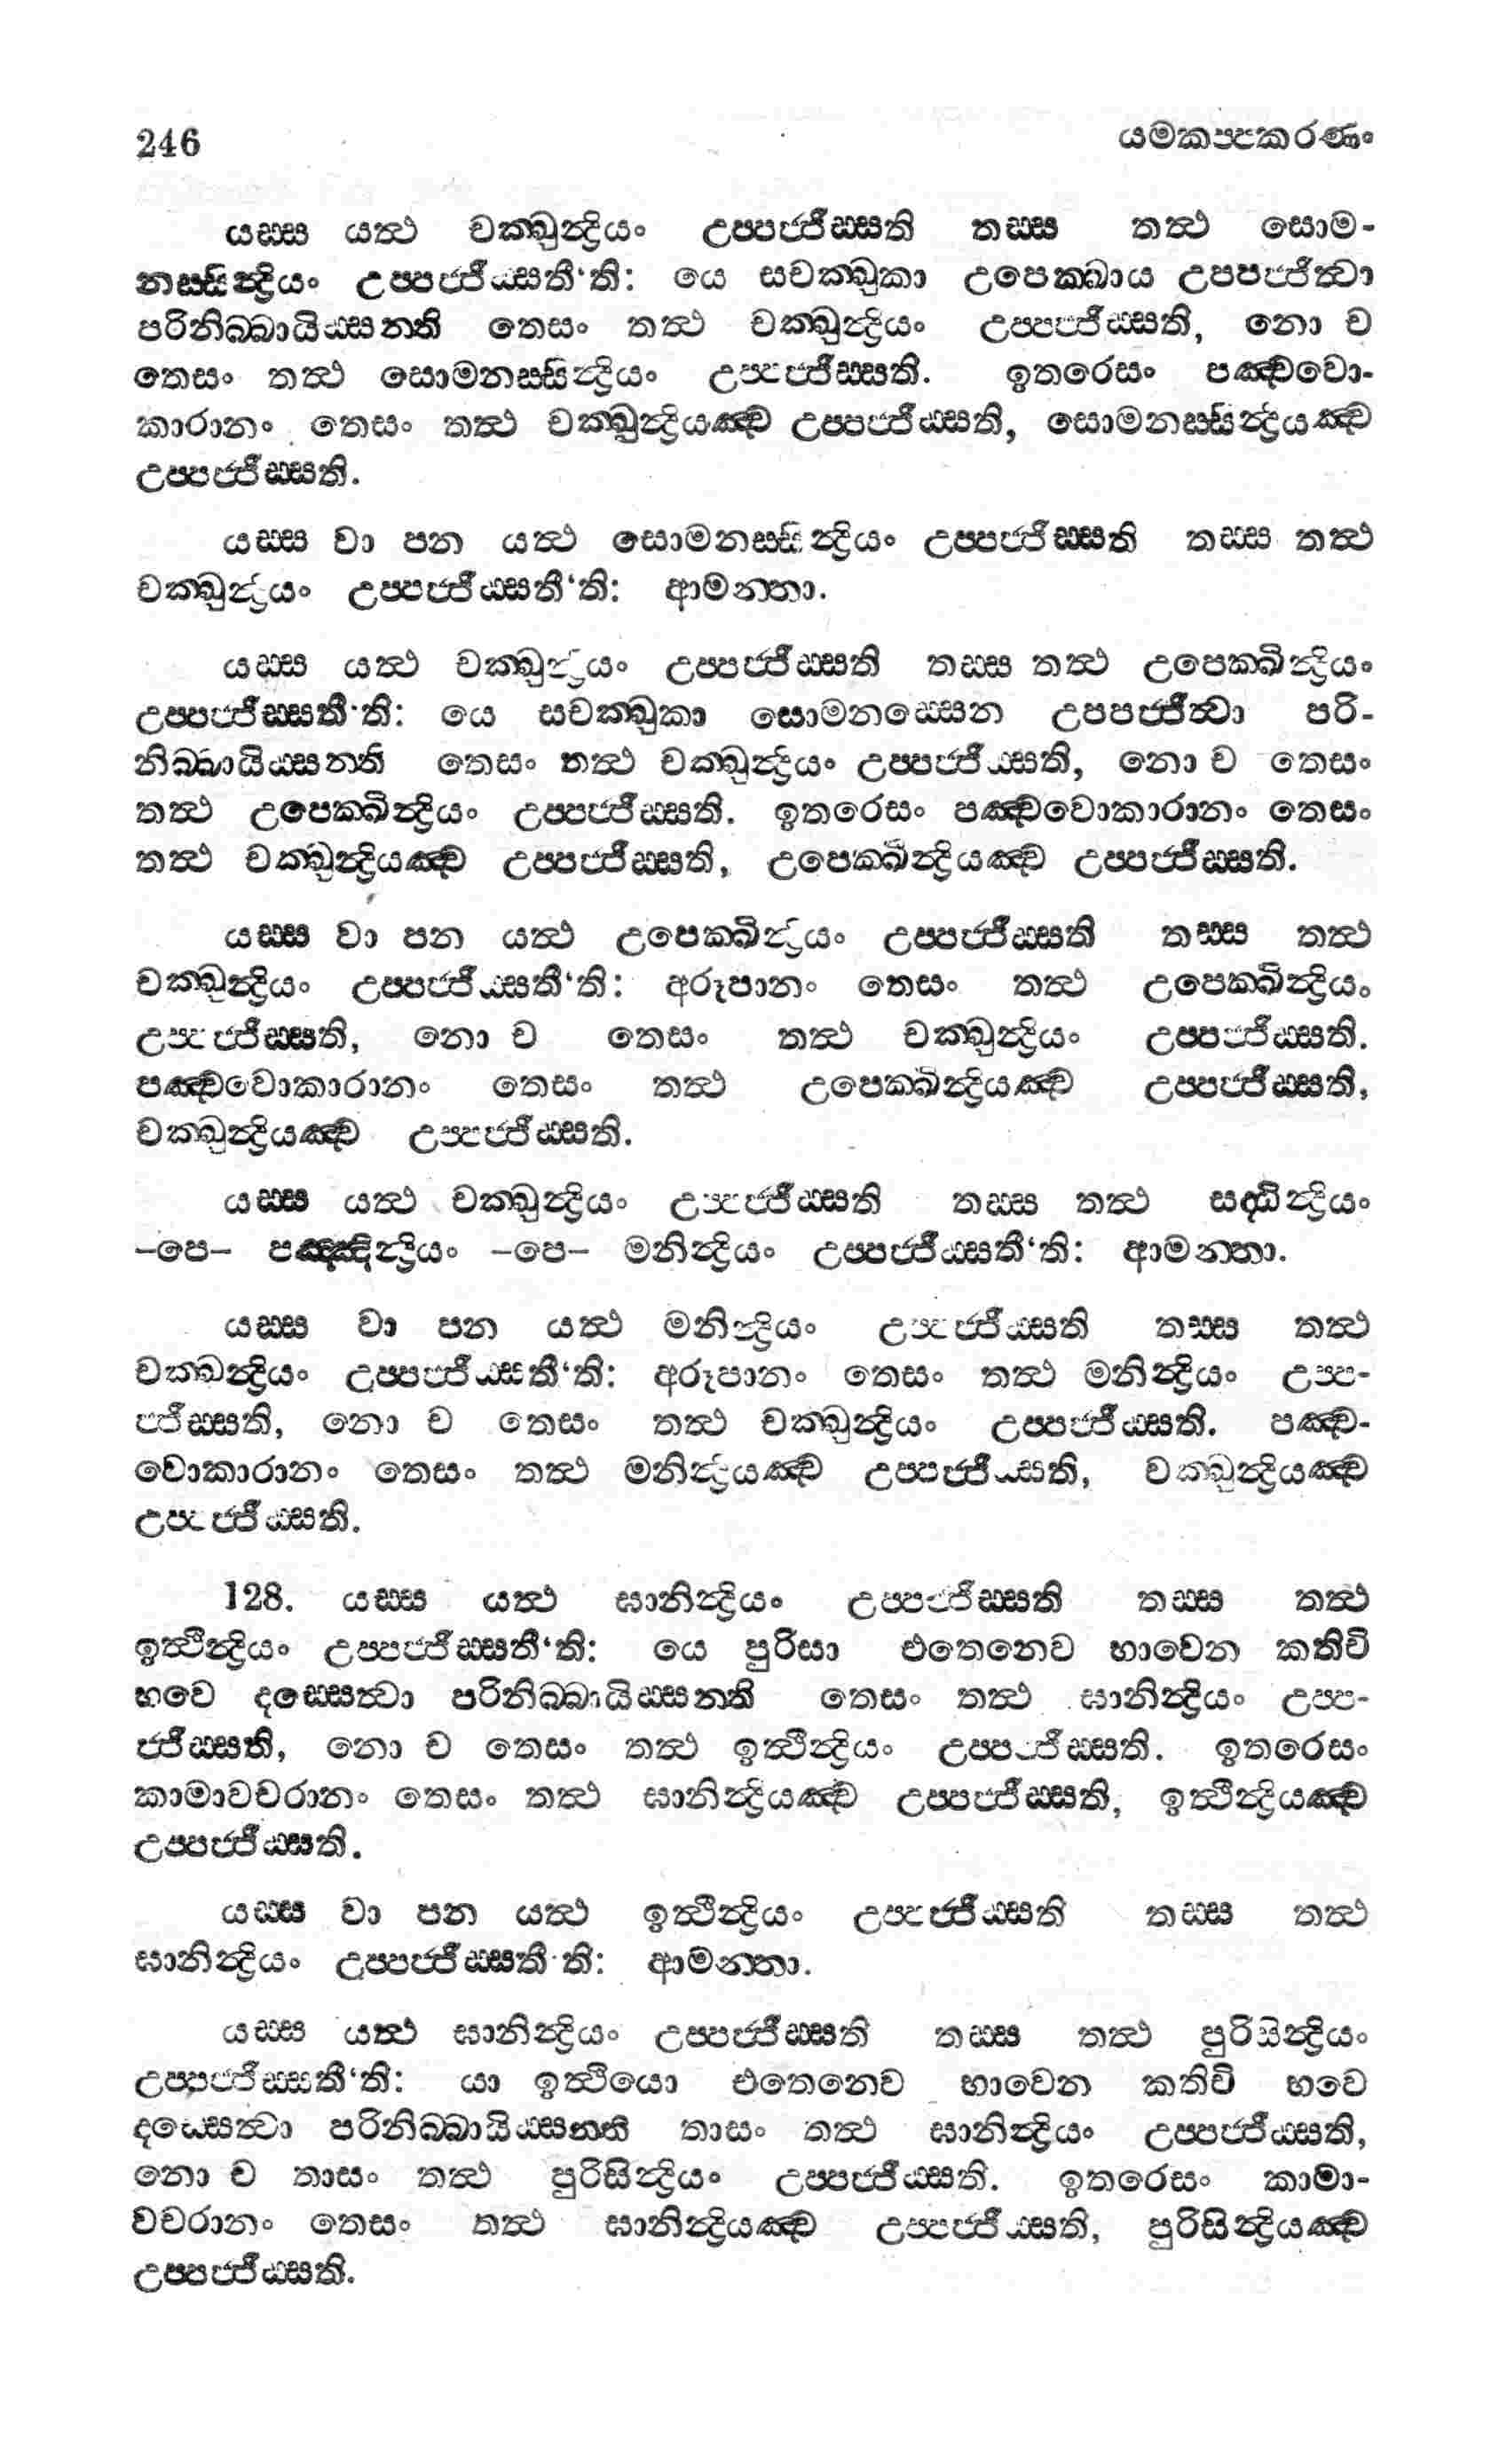 246
යමකප්පකරණං
යස්ස යත්ථ චක්ඛුන්ද්‍රියං උප්පජ්ජිස්සති තස්ස තත්ථ සොම-
නස්සින්ද්‍රියං උප්පජ්ජිස්සතී‘ති: යෙ සචක්ඛුකා උපෙක්ඛාය උපපජ්ජිත්වා
පරිනිබ්බායිස්සන්ති තෙසං තත්ථ චක්ඛුන්ද්‍රියං උප්පජ්ජිස්සති, නො ච
තෙසං තත්ථ සොමනස්සින්ද්‍රියං උප්පජ්ජිස්සති. ඉතරෙසං පඤ්චවො-
කාරානං තෙසං තත්ථ චක්ඛුන්ද්‍රියඤ්ච උප්පජ්ජිස්සති, සොමනස්සින්ද්‍රියඤ්ච
උප්පජ්ජිස්සති.
යස්ස වා පන යත්ථ සොමනස්සින්ද්‍රියං උප්පජ්ජිස්සති තස්ස තත්ථ
චක්ඛුන්ද්‍රියං උප්පජ්ජිස්සතී‘ති: ආමන්තා.
යස්ස යත්ථ චක්ඛුන්ද්‍රියං උප්පජ්ජිස්සති තස්ස තත්ථ උපෙක්ඛින්ද්‍රියං
උප්පජ්ජිස්සතී‘ති: යෙ සචක්ඛුකා සොමනස්සෙන උපපජ්ජිත්වා පරි-
නිබ්බායිස්සන්ති තෙසං තත්ථ චක්ඛුන්ද්‍රියං උප්පජ්ජිස්සති, නො ච තෙසං
තත්ථ උපෙක්ඛින්ද්‍රියං උප්පජ්ජිස්සති. ඉතරෙසං පඤ්චවොකාරානං තෙසං
තත්ථ චක්ඛුන්ද්‍රියඤ්ච උප්පජ්ජිස්සති, උපෙක්ඛින්ද්‍රියඤ්ච උප්පජ්ජිස්සති.
යස්ස වා පන යත්ථ උපෙක්ඛින්ද්‍රියං උප්පජ්ජිස්සති තස්ස තත්ථ
චක්ඛුන්ද්‍රියං උප්පජ්ජිස්සතී‘ති: අරූපානං තෙසං තත්ථ උපෙක්ඛින්ද්‍රියං
උප්පජ්ජිස්සති, නො ච තෙසං තත්ථ චක්ඛුන්ද්‍රියං උප්පජ්ජිස්සති.
පඤ්චවොකාරානං තෙසං තත්ථ උපෙක්ඛින්ද්‍රියඤ්ච උප්පජ්ජිස්සති,
චක්ඛුන්ද්‍රියඤ්ච උප්පජ්ජිස්සති.
යස්ස යත්ථ චක්ඛුන්ද්‍රියං උප්පජ්ජිස්සති තස්ස තත්ථ සද්ධින්ද්‍රියං
–පෙ– පඤ්ඤින්ද්‍රියං –පෙ– මනින්ද්‍රියං උප්පජ්ජිස්සතී‘ති: ආමන්තා.
යස්ස වා පන යත්ථ මනින්ද්‍රියං උප්පජ්ජිස්සති තස්ස තත්ථ
චක්ඛුන්ද්‍රියං උප්පජ්ජිස්සතී‘ති: අරූපානං තෙසං තත්ථ මනින්ද්‍රියං උප්ප-
ජ්ජිස්සති, නො ච තෙසං තත්ථ චක්ඛුන්ද්‍රියං උප්පජ්ජිස්සති. පඤ්ච-
වොකාරානං තෙසං තත්ථ මනින්ද්‍රියඤ්ච උප්පජ්ජිස්සති, චක්ඛුන්ද්‍රියඤ්ච
උප්පජ්ජිස්සති.
128. යස්ස යත්ථ ඝානින්ද්‍රියං උප්පජ්ජිස්සති තස්ස තත්ථ
ඉත්ථින්ද්‍රියං උප්පජ්ජිස්සතී‘ති: යෙ පුරිසා එතෙනෙව භාවෙන කතිචි
භවෙ දස්සෙත්වා පරිනිබ්බායිස්සන්ති තෙසං තත්ථ ඝානින්ද්‍රියං උප්ප-
ජ්ජිස්සති, නො ච තෙසං තත්ථ ඉත්ථින්ද්‍රියං උප්පජ්ජිස්සති. ඉතරෙසං
කාමාවචරානං තෙසං තත්ථ ඝානින්ද්‍රියඤ්ච උප්පජ්ජිස්සති, ඉත්ථින්ද්‍රියඤ්ච
උප්පජ්ජිස්සති.
යස්ස වා පන යත්ථ ඉත්ථින්ද්‍රියං උප්පජ්ජිස්සති තස්ස තත්ථ
ඝානින්ද්‍රියං උප්පජ්ජිස්සතී‘ති: ආමන්තා.
යස්ස යත්ථ ඝානින්ද්‍රියං උප්පජ්ජිස්සති තස්ස තත්ථ පුරිසින්ද්‍රියං
උප්පජ්ජිස්සතී‘ති: යා ඉත්ථියො එතෙනෙව භාවෙන කතිචි භවෙ
දස්සෙත්වා පරිනිබ්බායිස්සන්ති තාසං තත්ථ ඝානින්ද්‍රියං උප්පජ්ජිස්සති,
නො ච තාසං තත්ථ පුරිසින්ද්‍රියං උප්පජ්ජිස්සති. ඉතරෙසං කාමා-
වචරානං තෙසං තත්ථ ඝානින්ද්‍රියඤ්ච උප්පජ්ජිස්සති, පුරිසින්ද්‍රියඤ්ච
උප්පජ්ජිස්සති.